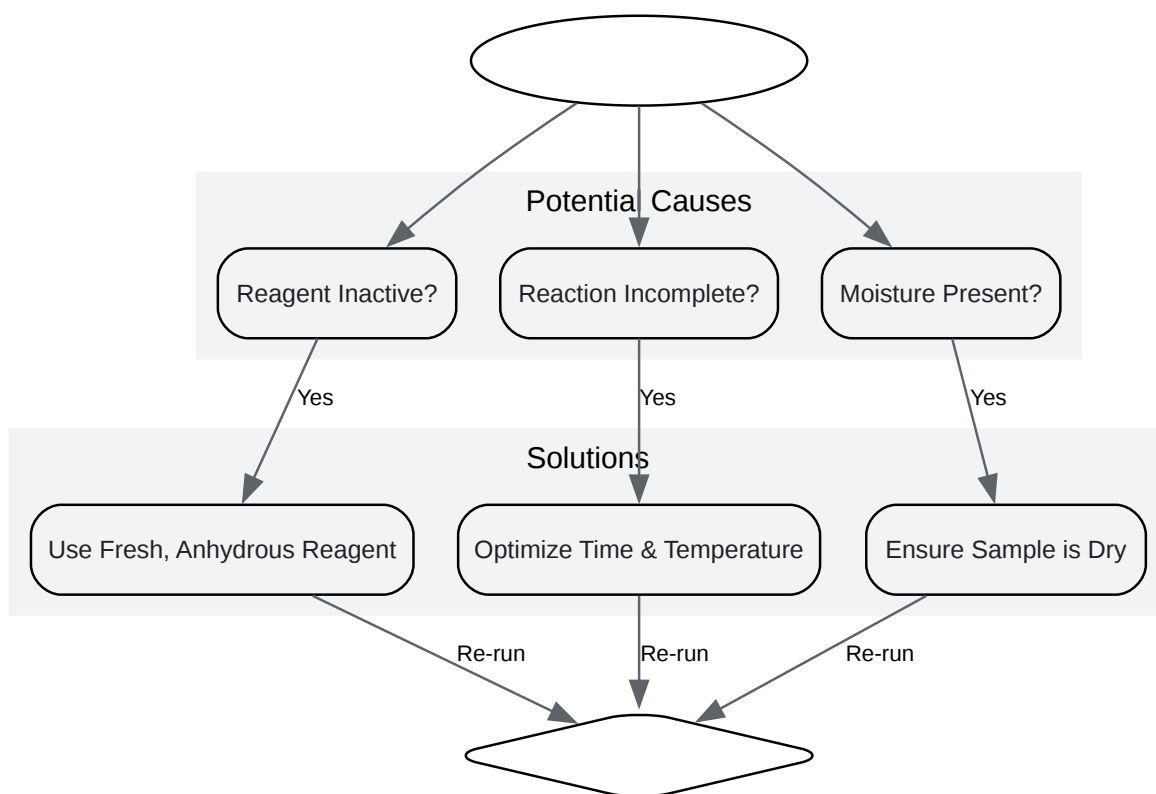 Potential Causes
Reagent Inactive?
Reaction Incomplete?
Moisture Present?
Yes
Yes
Yes
Solutions
Use Fresh, Anhydrous Reagent
Optimize Time & Temperature
Ensure Sample is Dry
Re-run
Re-run
Re-run